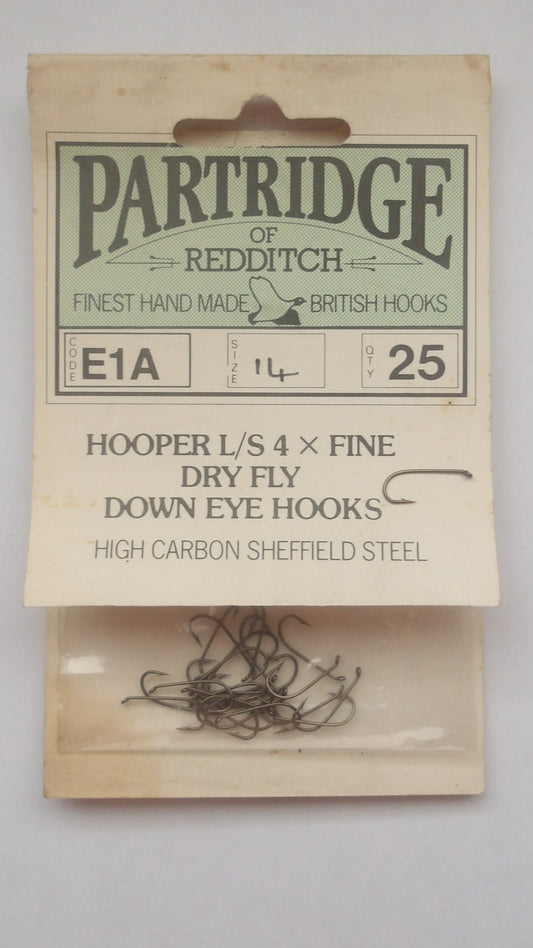 PARTRIDGE
OF
REDDITCH
FINEST HAND MADE BRITISH HOOKS
CODE E1A SIZE 14 QTY 25
HOOPER L/S 4 × FINE
DRY FLY
DOWN EYE HOOKS
HIGH CARBON SHEFFIELD STEEL